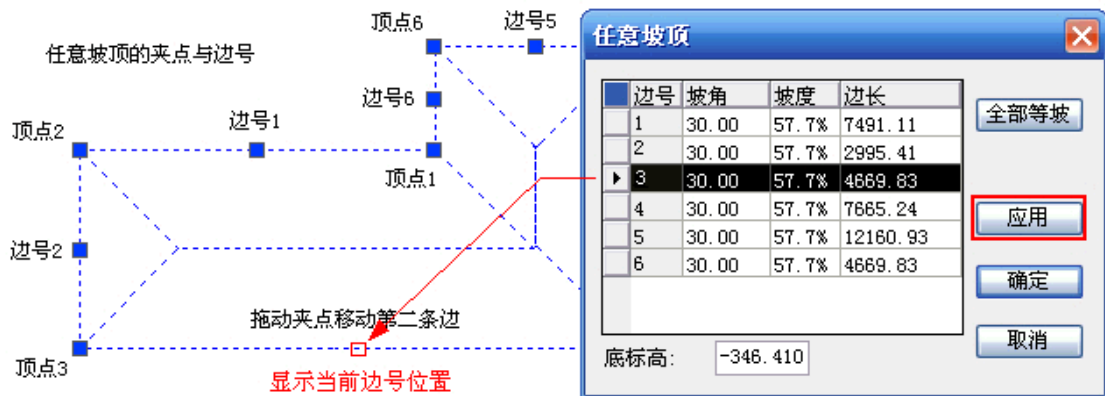 顶点6
边号5
任意坡顶的夹点与边号
边号6
边号1
顶点2
顶点1
边号2
拖动夹点移动第二条边
顶点3
显示当前边号位置
任意坡顶
边号 坡角 坡度 边长
1 30.00 57.7% 7491.11
2 30.00 57.7% 2995.41
3 30.00 57.7% 4669.83
4 30.00 57.7% 7665.24
5 30.00 57.7% 12160.93
6 30.00 57.7% 4669.83
全部等坡
应用
确定
取消
底标高: -346.410